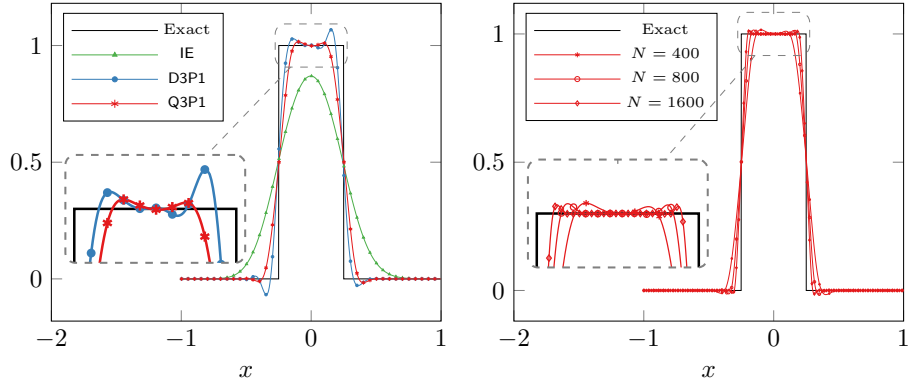 Exact
IE
D3P1
Q3P1
1
0.5
0
−2
−1
0
1
x
Exact
N = 400
N = 800
N = 1600
1
0.5
0
−2
−1
0
1
x